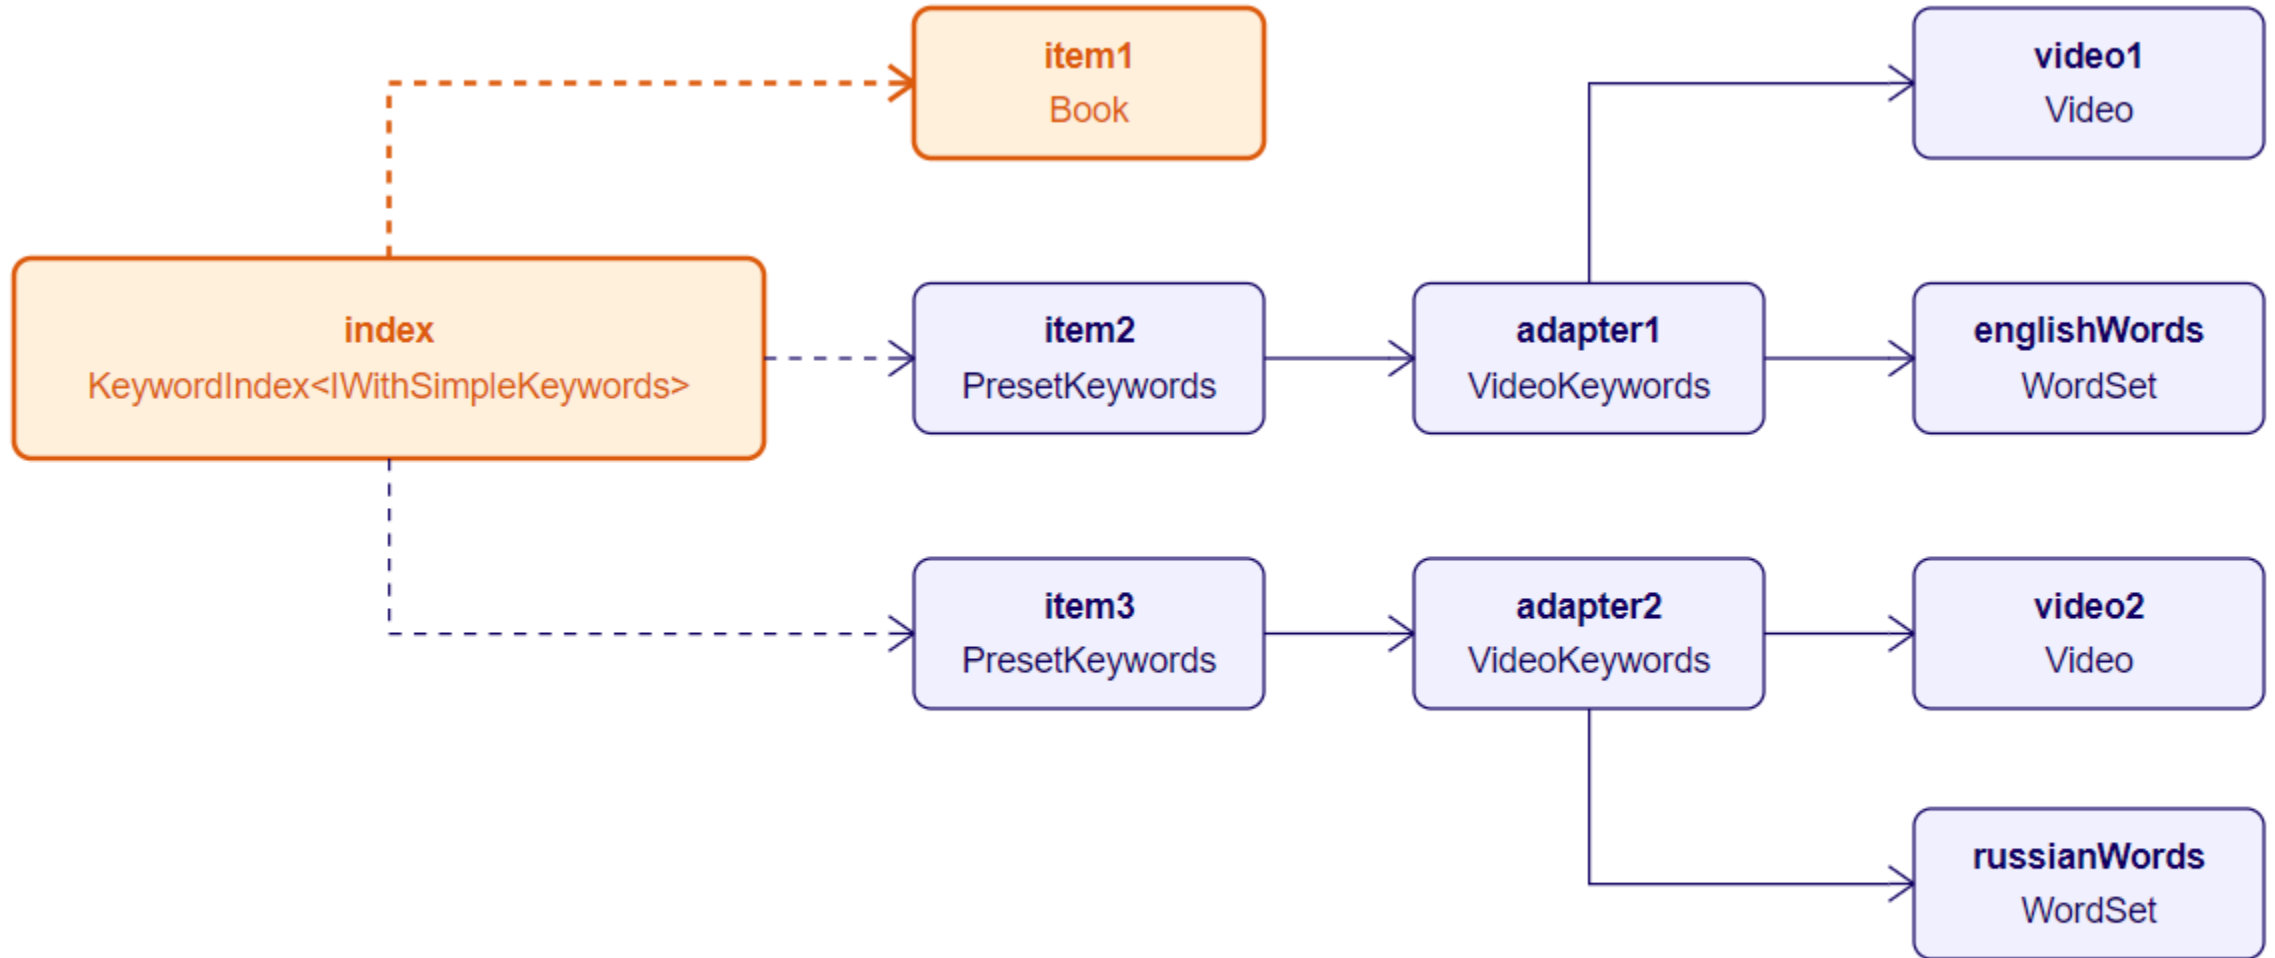 item1
Book
video1
Video
index
KeywordIndex<IWithSimpleKeywords>
item2
PresetKeywords
adapter1
VideoKeywords
englishWords
WordSet
item3
PresetKeywords
adapter2
VideoKeywords
video2
Video
russianWords
WordSet